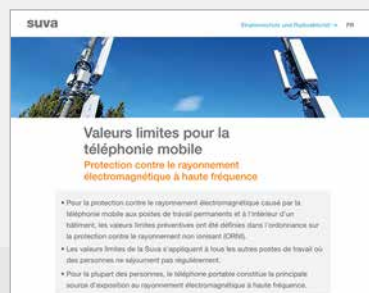 suva
Strahlenschutz und Radioaktivität FR
Valeurs limites pour la
téléphonie mobile
Protection contre le rayonnement
électromagnétique à haute fréquence
• Pour la protection contre le rayonnement électromagnétique causé par la
téléphonie mobile aux postes de travail permanents et à l'intérieur d'un
bâtiment, les valeurs limites préventives ont été définies dans l'ordonnance sur
la protection contre le rayonnement non ionisant (ORNI).
• Les valeurs limites de la Suva s'appliquent à tous les autres postes de travail où
des personnes ne séjournent pas régulièrement.
• Pour la plupart des personnes, le téléphone portable constitue la principale
source d'exposition au rayonnement électromagnétique à haute fréquence.